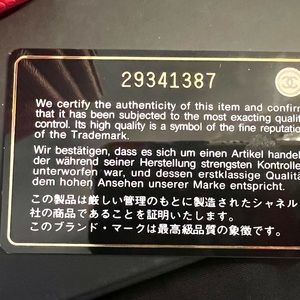 29341387
We certify the authenticity of this item and confirm
that it has been subjected to the most exacting qualit
control. Its high quality is a symbol of the fine reputatio
of the Trademark.
Wir bestätigen, dass es sich um einen Artikel handel
der während seiner Herstellung strengsten Kontrolle
unterworfen war, und dessen erstklassige Qualitä
dem hohen Ansehen unserer Marke entspricht.
この製品は厳しい管理のもとに製造されたシャネル
社の商品であることを証明いたします。
このブランド・マークは最高級品質の象徴です。